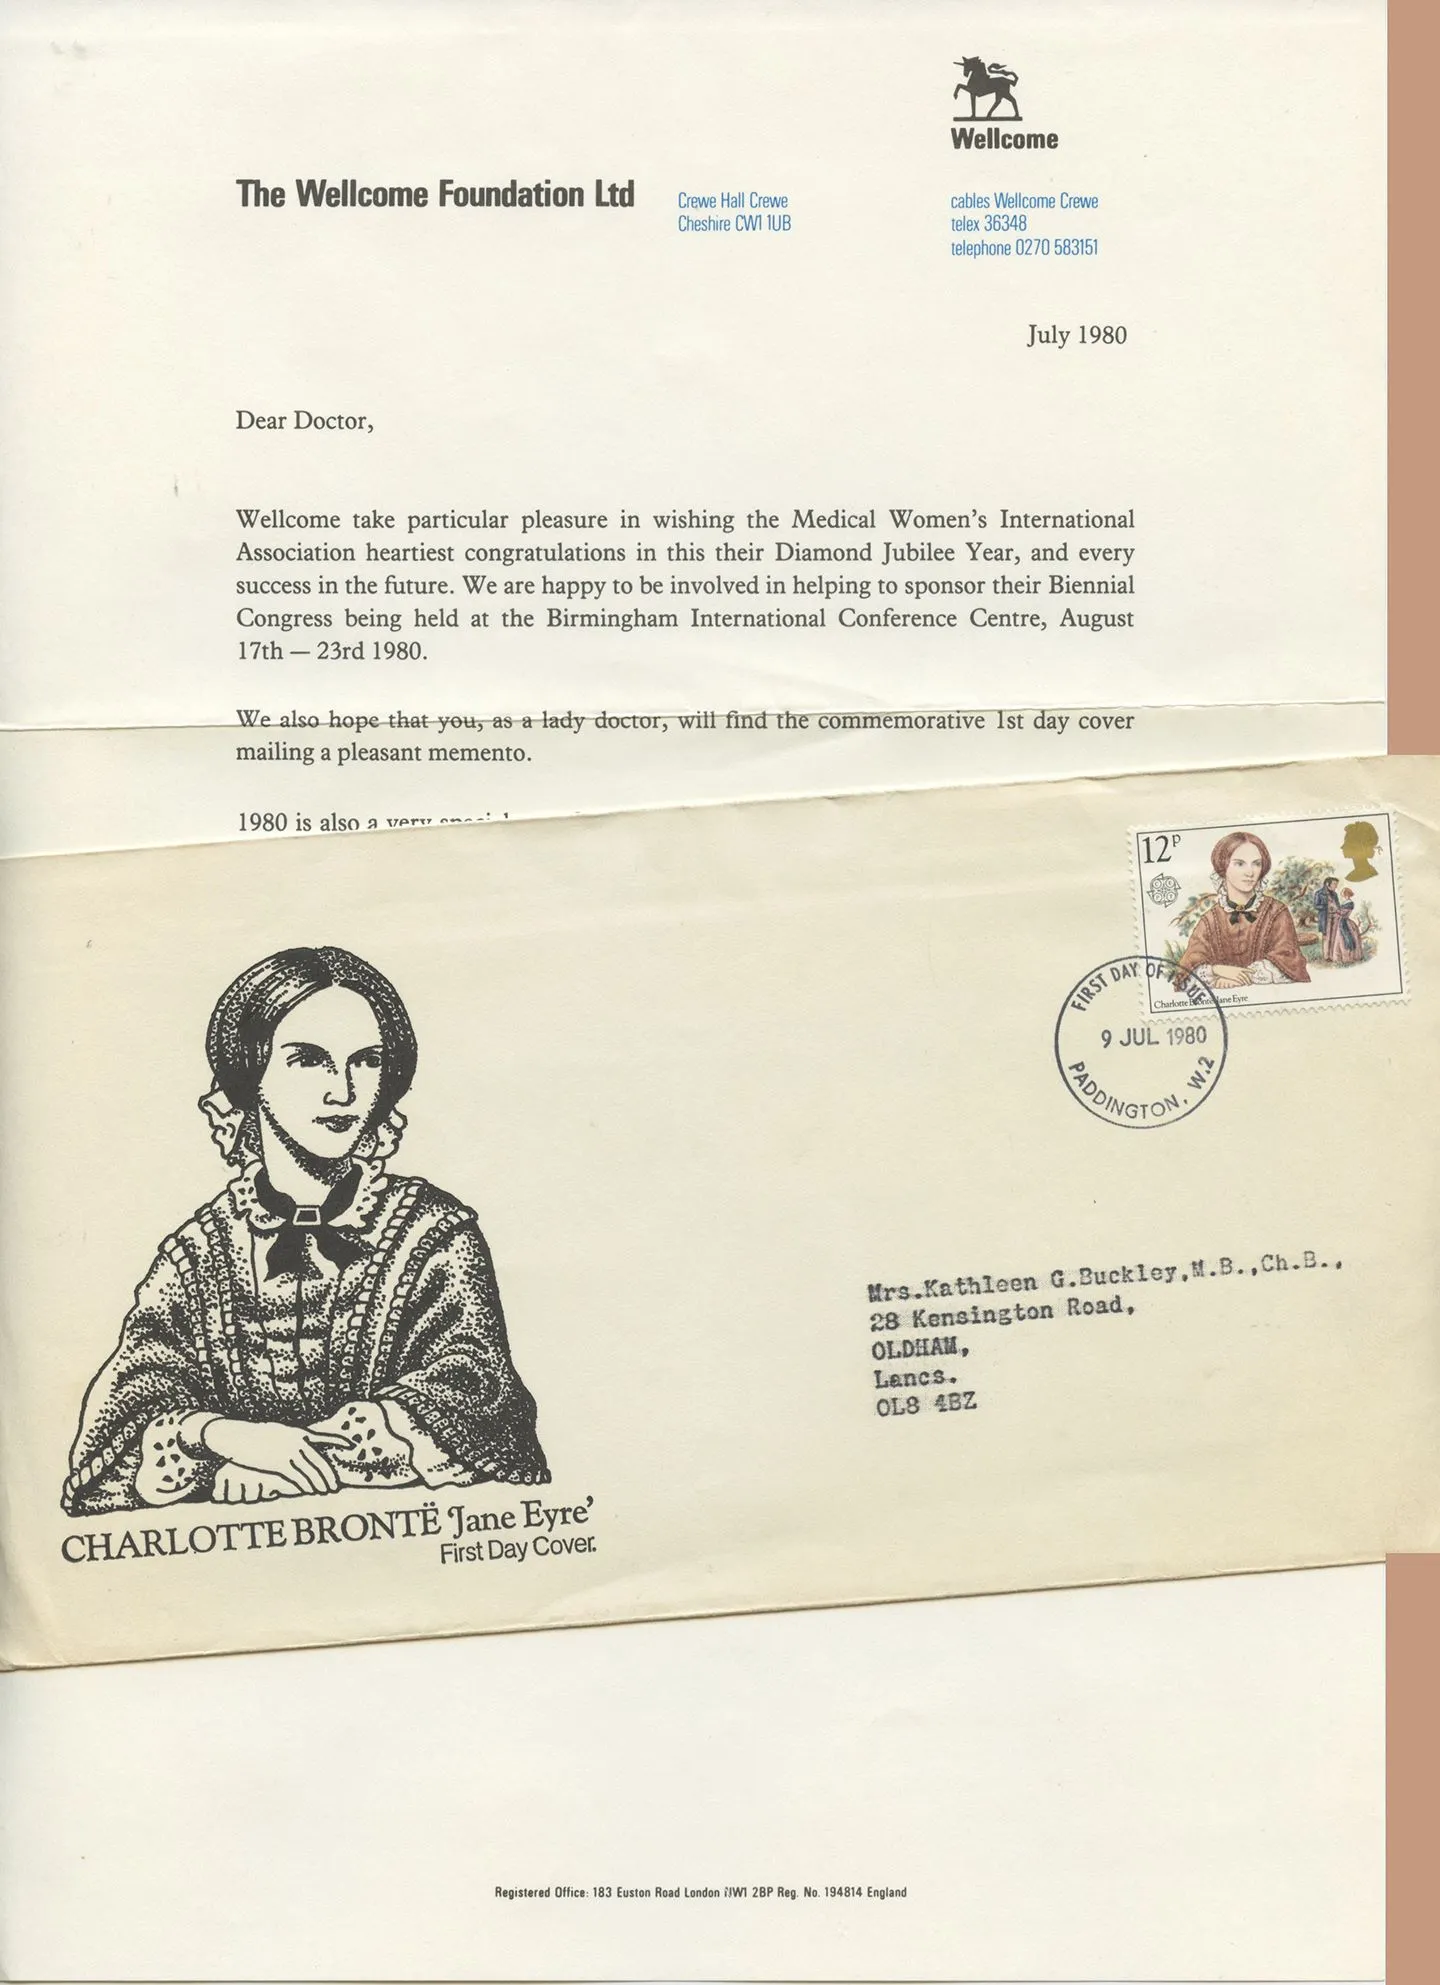 Wellcome
The Wellcome Foundation Ltd
Crewe Hall Crewe
Cheshire CW1 1UB
cables Wellcome Crewe
telex 36348
telephone 0270 583151
July 1980
Dear Doctor,
Wellcome take particular pleasure in wishing the Medical Women's International
Association heartiest congratulations in this their Diamond Jubilee Year, and every
success in the future. We are happy to be involved in helping to sponsor their Biennial
Congress being held at the Birmingham International Conference Centre, August
17th — 23rd 1980.
We also hope that you, as a lady doctor, will find the commemorative 1st day cover
mailing a pleasant memento.
1980 is also a very
12P
Charlotte Brontë Jane Eyre
FIRST DAY OF ISSUE
9 JUL 1980
PADDINGTON, W.2
Mrs.Kathleen G.Buckley,M.B.,Ch.B.,
28 Kensington Road,
OLDHAM,
Lancs.
OL8 4BZ
CHARLOTTE BRONTË 'Jane Eyre'
First Day Cover.
Registered Office: 183 Euston Road London NW1 2BP Reg. No. 194814 England